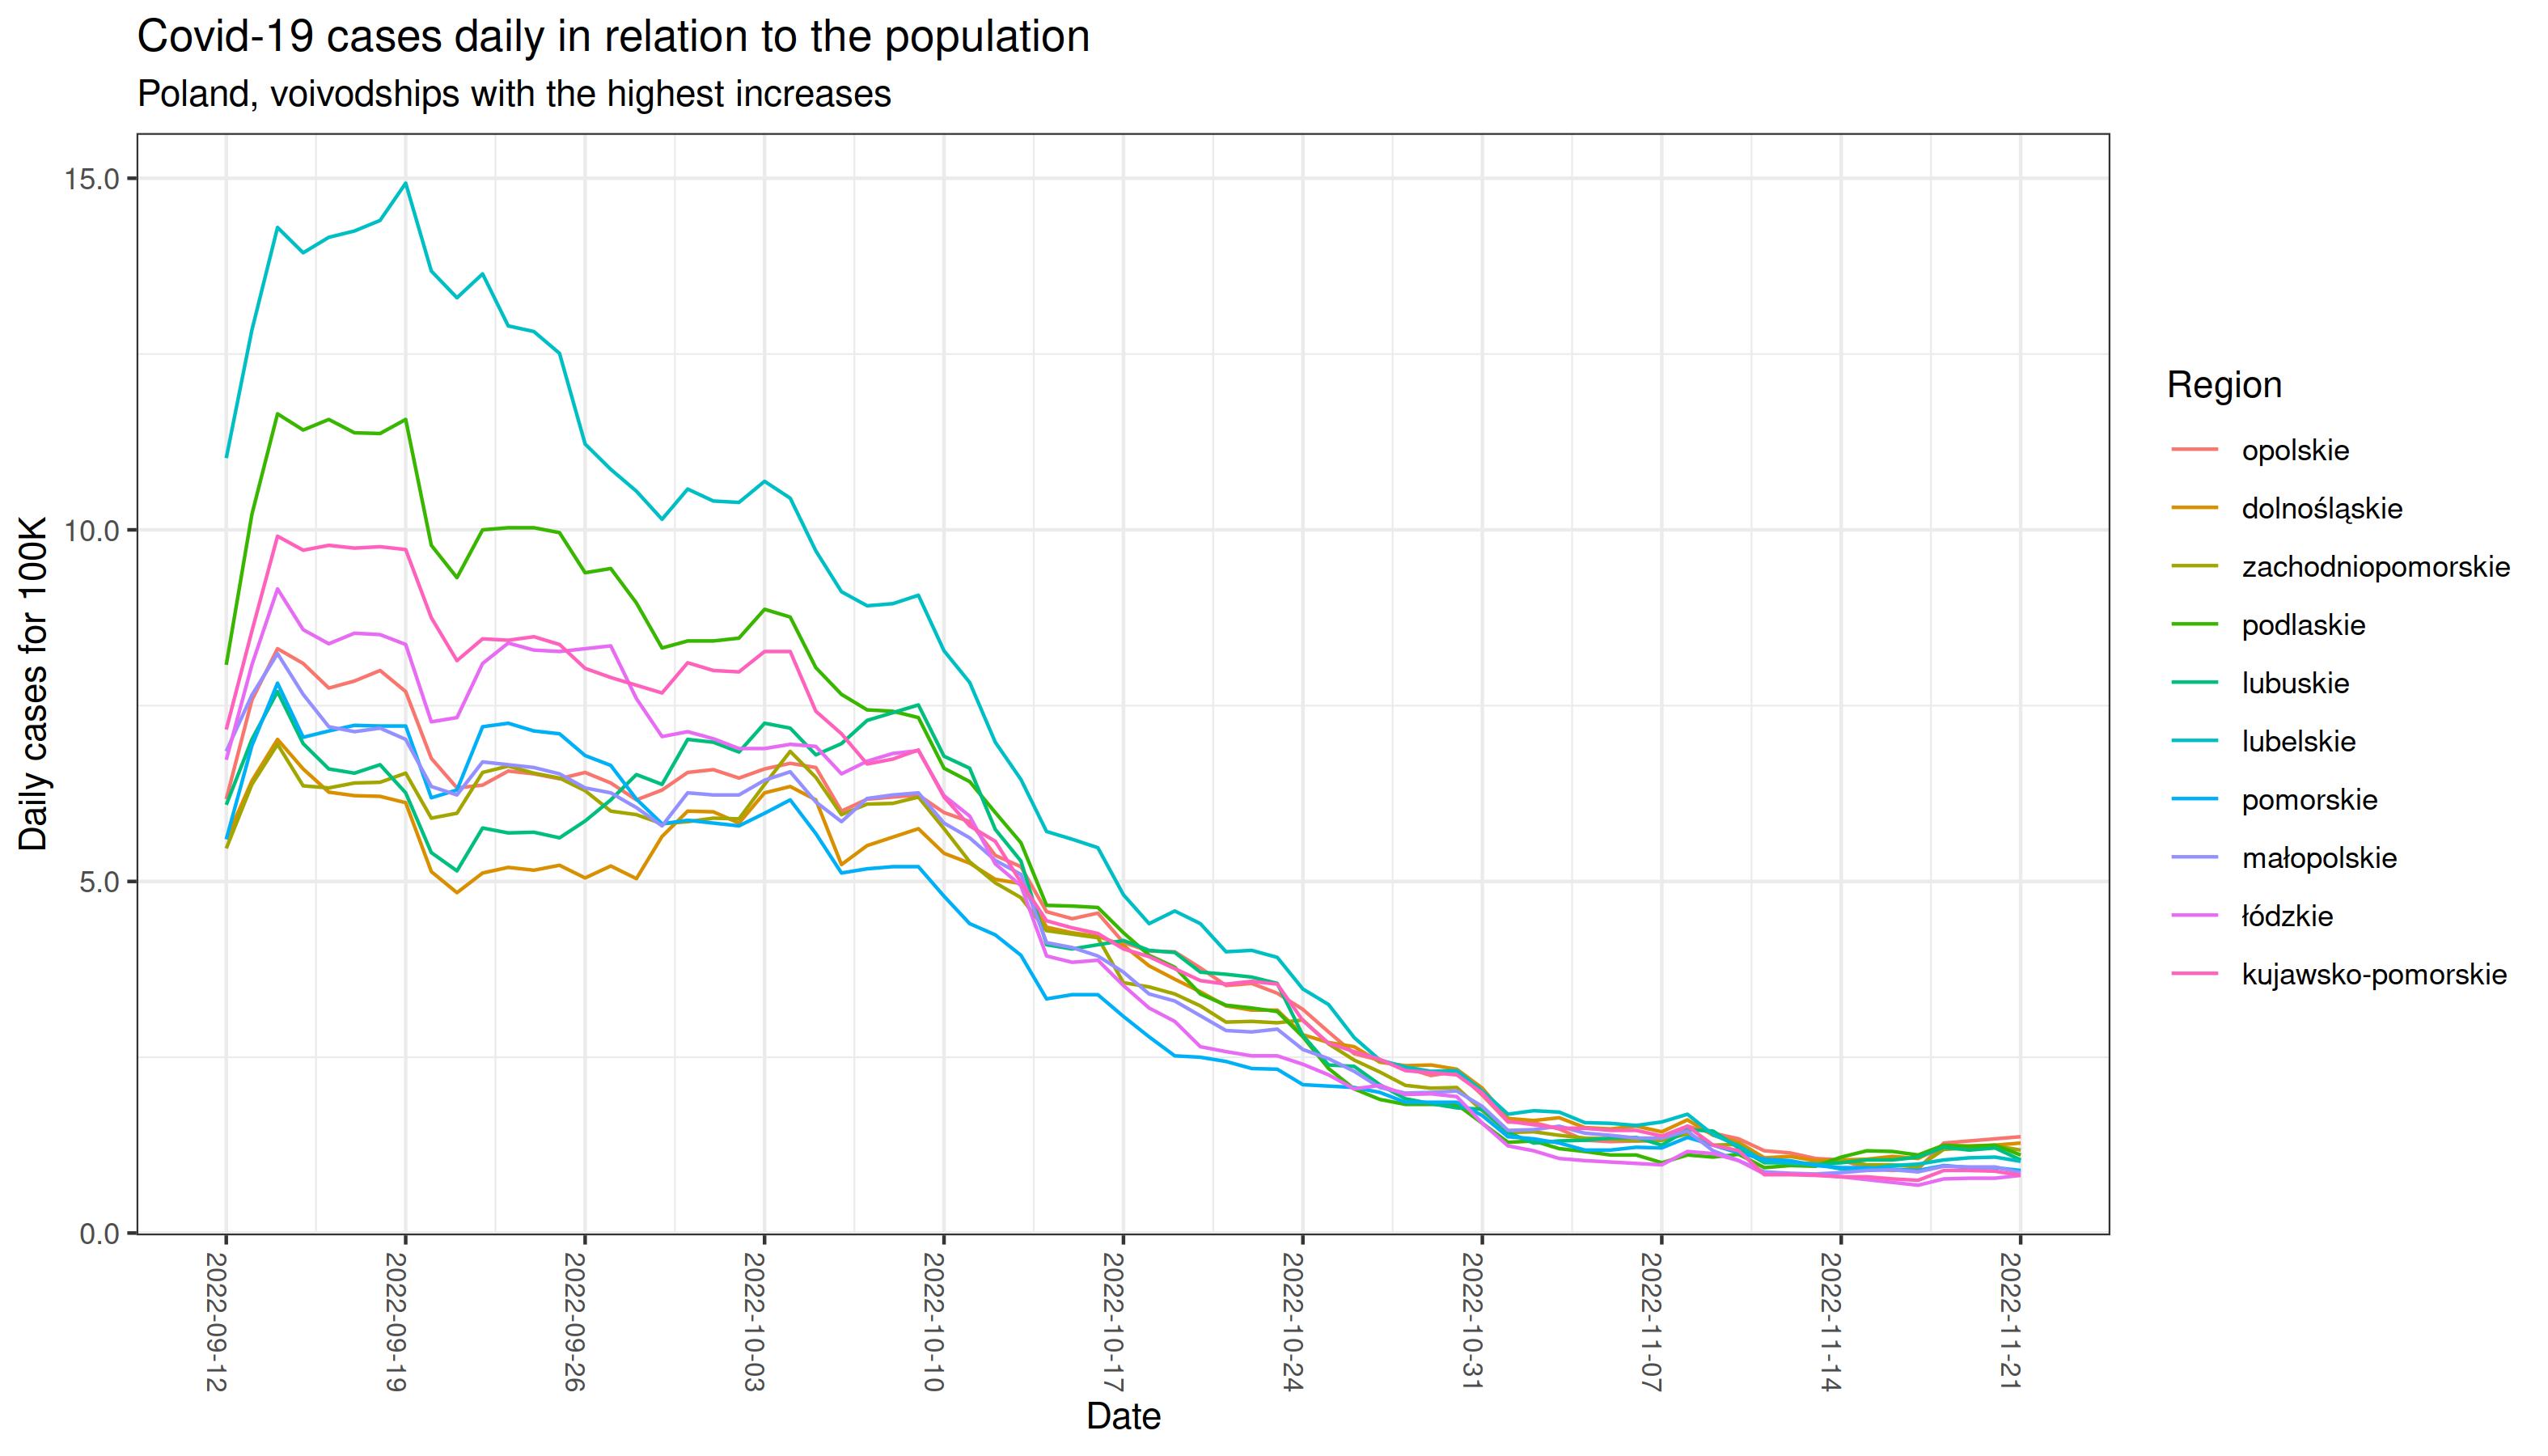 Covid-19 cases daily in relation to the population
Poland, voivodships with the highest increases
Daily cases for 100K
15.0
10.0
5.0
0.0
2022-09-12
2022-09-19
2022-09-26
2022-10-03
2022-10-10
2022-10-17
2022-10-24
2022-10-31
2022-11-07
2022-11-14
2022-11-21
Date
Region
opolskie
dolnośląskie
zachodniopomorskie
podlaskie
lubuskie
lubelskie
pomorskie
małopolskie
łódzkie
kujawsko-pomorskie